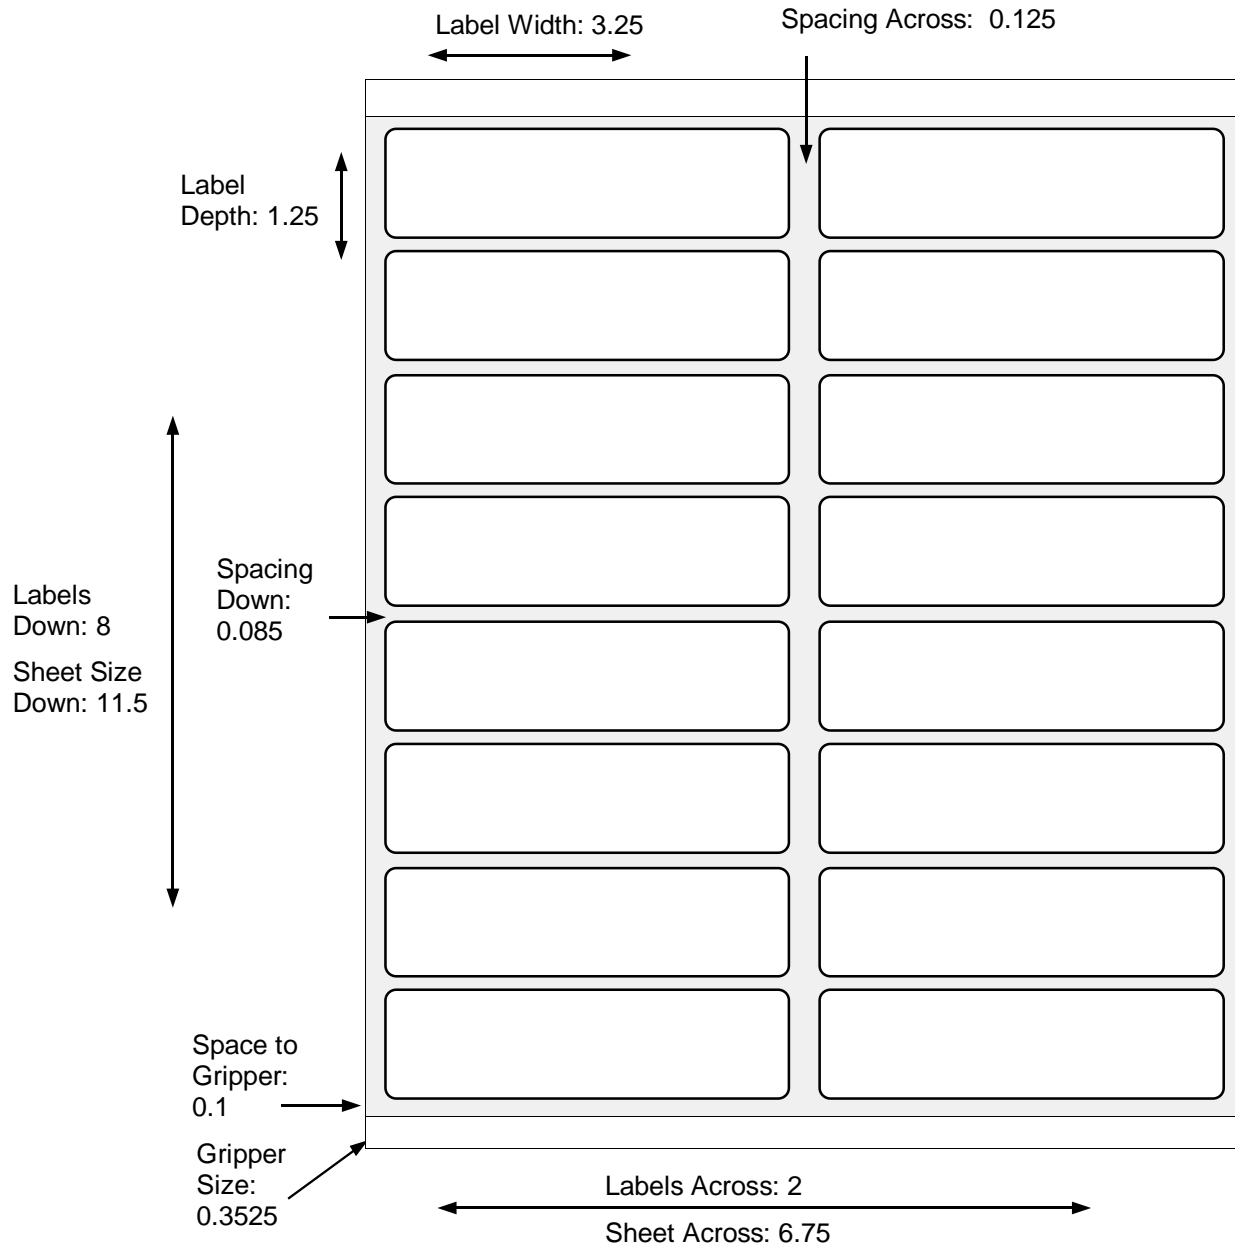 Label Width: 3.25
Spacing Across:  0.125
Label
Depth: 1.25
Spacing
Down:
0.085
Labels
Down: 8
Sheet Size
Down: 11.5
Space to
Gripper:
0.1
Gripper
Size:
0.3525
Labels Across: 2
Sheet Across: 6.75